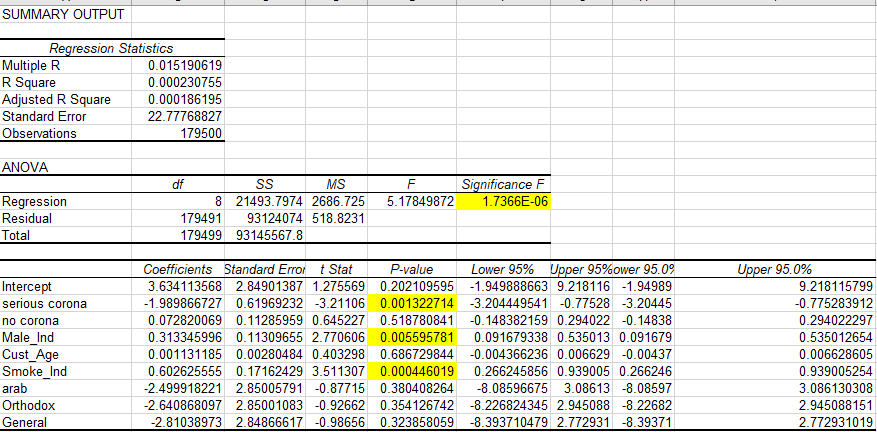 SUMMARY OUTPUT
Regression Statistics
Multiple R 0.015190619
R Square 0.000230755
Adjusted R Square 0.000186195
Standard Error 22.77768827
Observations 179500
ANOVA
df SS MS F Significance F
Regression 8 21493.7974 2686.725 5.17849872 1.7366E-06
Residual 179491 93124074 518.8231
Total 179499 93145567.8
Coefficients Standard Error t Stat P-value Lower 95% Upper 95% ower 95.0% Upper 95.0%
Intercept 3.634113568 2.84901387 1.275569 0.202109595 -1.949888663 9.218116 -1.94989 9.218115799
serious corona -1.989866727 0.61969232 -3.21106 0.001322714 -3.204449541 -0.77528 -3.20445 -0.775283912
no corona 0.072820069 0.11285959 0.645227 0.518780841 -0.148382159 0.294022 -0.14838 0.294022297
Male_Ind 0.313345996 0.11309655 2.770606 0.005595781 0.091679338 0.535013 0.091679 0.535012654
Cust_Age 0.001131185 0.00280484 0.403298 0.686729844 -0.004366236 0.006629 -0.00437 0.006628605
Smoke_Ind 0.602625555 0.17162429 3.511307 0.000446019 0.266245856 0.939005 0.266246 0.939005254
arab -2.499918221 2.85005791 -0.87715 0.380408264 -8.08596675 3.08613 -8.08597 3.086130308
Orthodox -2.640868097 2.85001083 -0.92662 0.354126742 -8.226824345 2.945088 -8.22682 2.945088151
General -2.81038973 2.84866617 -0.98656 0.323858059 -8.393710479 2.772931 -8.39371 2.772931019